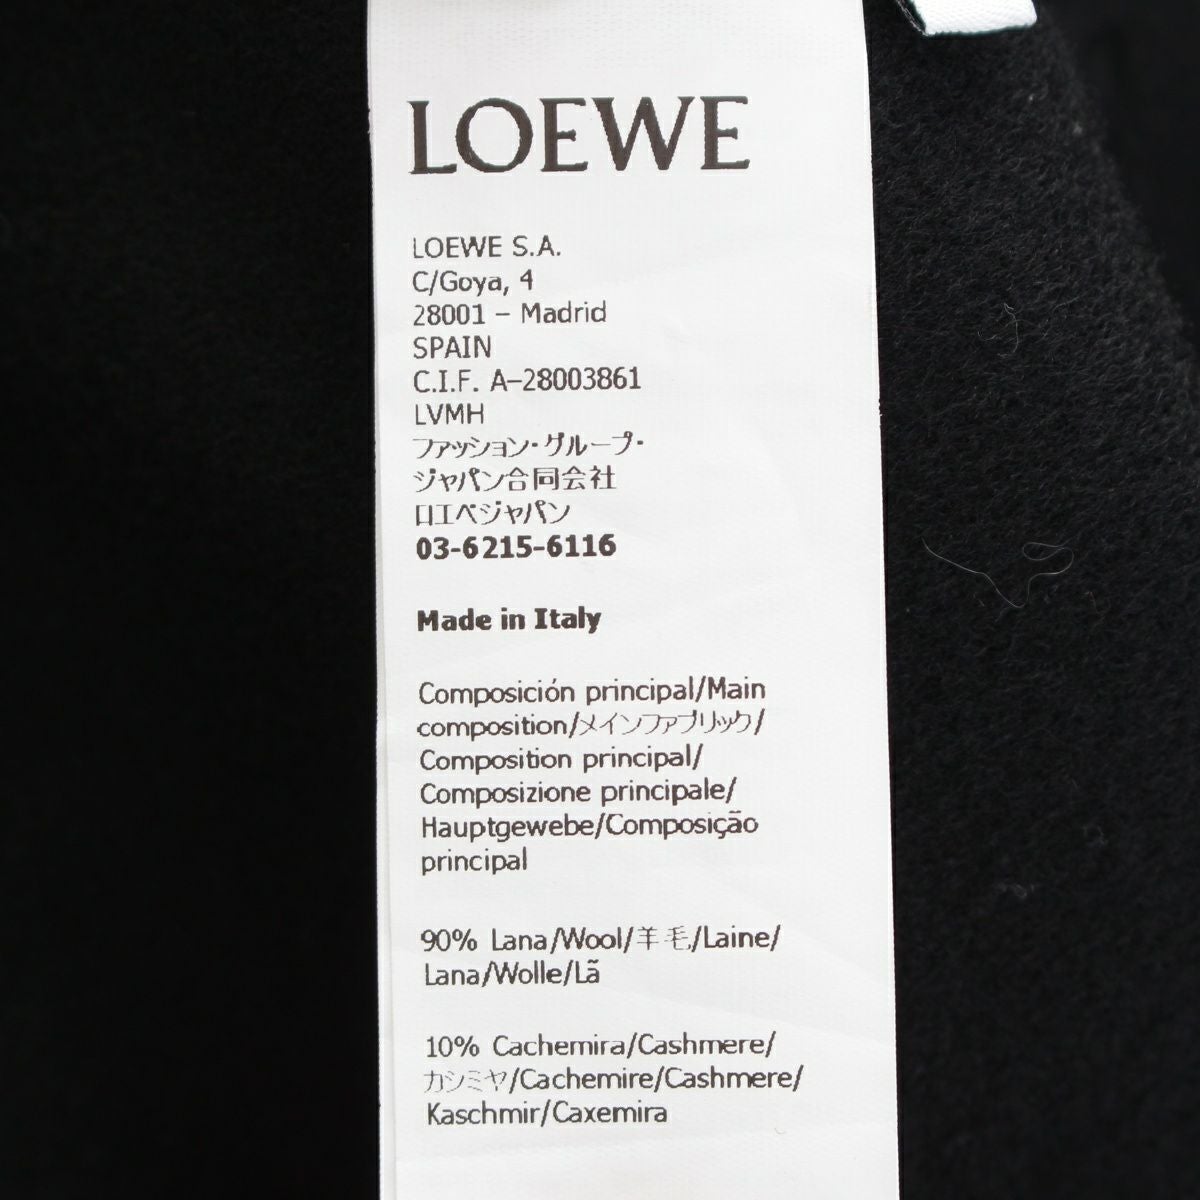 LOEWE
LOEWE S.A.
C/Goya, 4
28001 – Madrid
SPAIN
C.I.F. A–28003861
LVMH
ファッション・グループ・
ジャパン合同会社
ロエベジャパン
03-6215-6116
Made in Italy
Composición principal/Main
composition/メインファブリック/
Composition principal/
Composizione principale/
Hauptgewebe/Composição
principal
90% Lana/Wool/羊毛/Laine/
Lana/Wolle/Lã
10% Cachemira/Cashmere/
カシミヤ/Cachemire/Cashmere/
Kaschmir/Caxemira